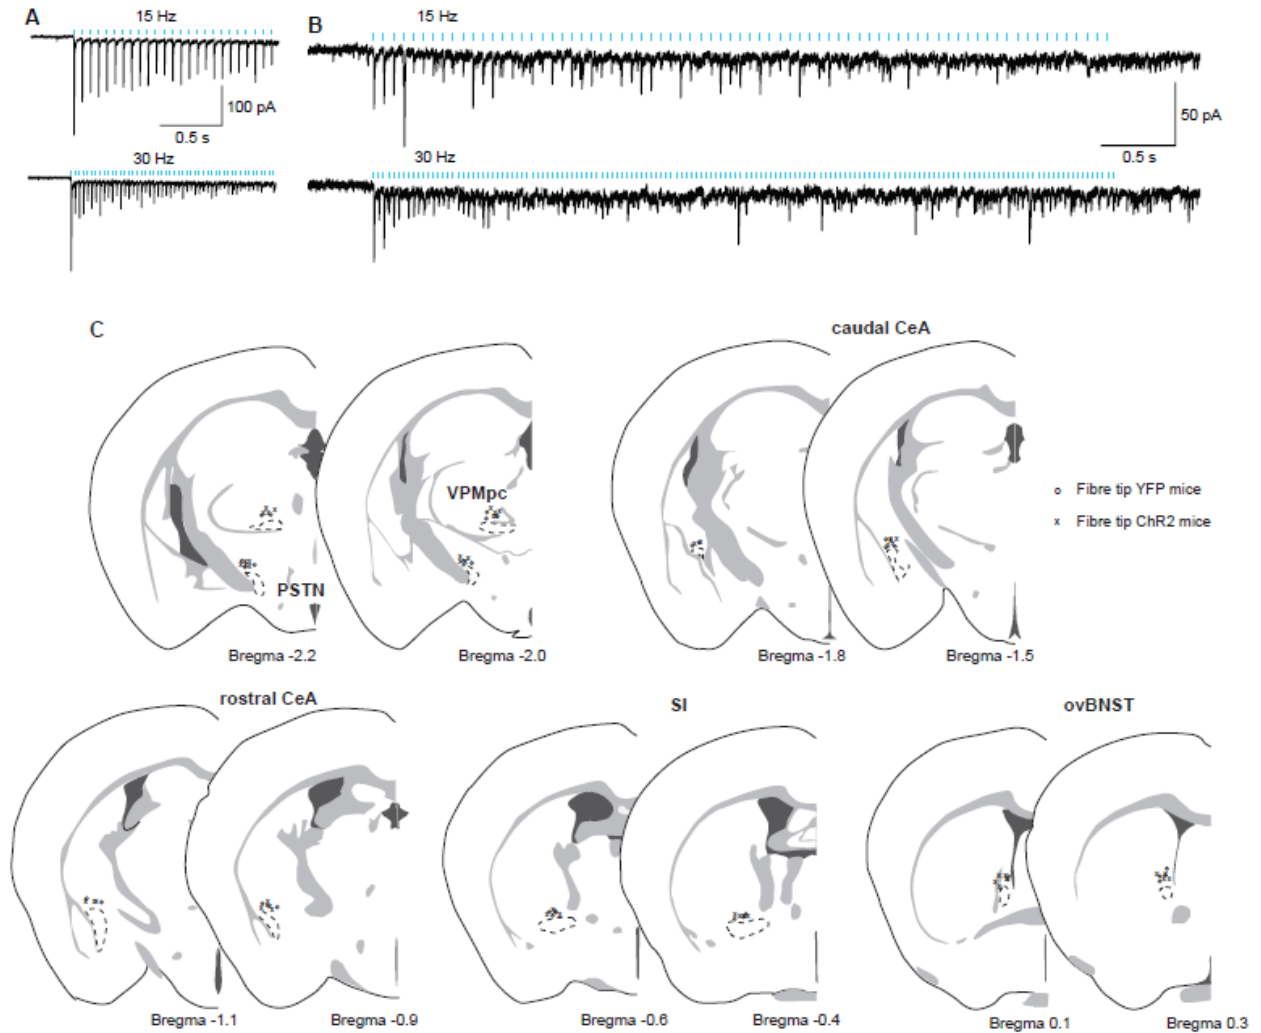 A
15 Hz
100 pA
0.5 s
30 Hz
B
15 Hz
50 pA
0.5 s
30 Hz
C
caudal CeA
VPMpc
PSTN
o Fibre tip YFP mice
x Fibre tip ChR2 mice
Bregma -2.2
Bregma -2.0
Bregma -1.8
Bregma -1.5
rostral CeA
SI
ovBNST
Bregma -1.1
Bregma -0.9
Bregma -0.6
Bregma -0.4
Bregma 0.1
Bregma 0.3